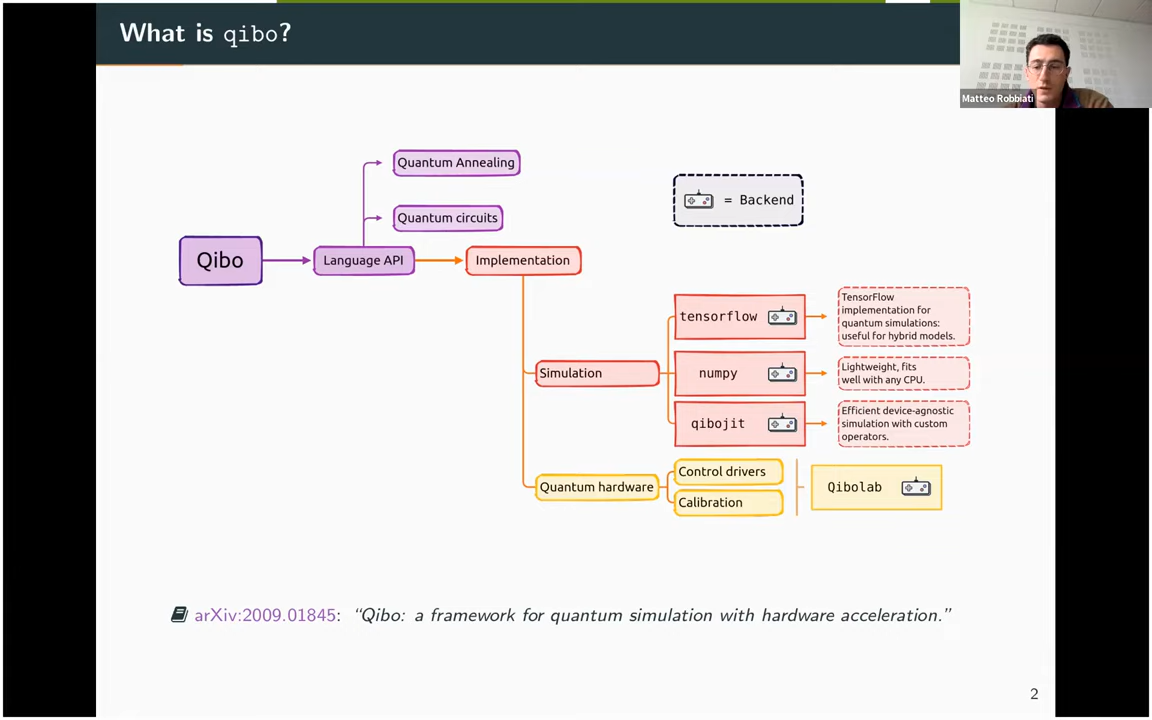 What is qibo?
Matteo Robbiati
Quantum Annealing
= Backend
Quantum circuits
Qibo
Language API
Implementation
TensorFlow
implementation for
quantum simulations:
useful for hybrid models.
tensorflow
Simulation
numpy
Lightweight, fits
well with any CPU.
qibojit
Efficient device-agnostic
simulation with custom
operators.
Quantum hardware
Control drivers
Calibration
Qibolab
arXiv:2009.01845: “Qibo: a framework for quantum simulation with hardware acceleration.”
2